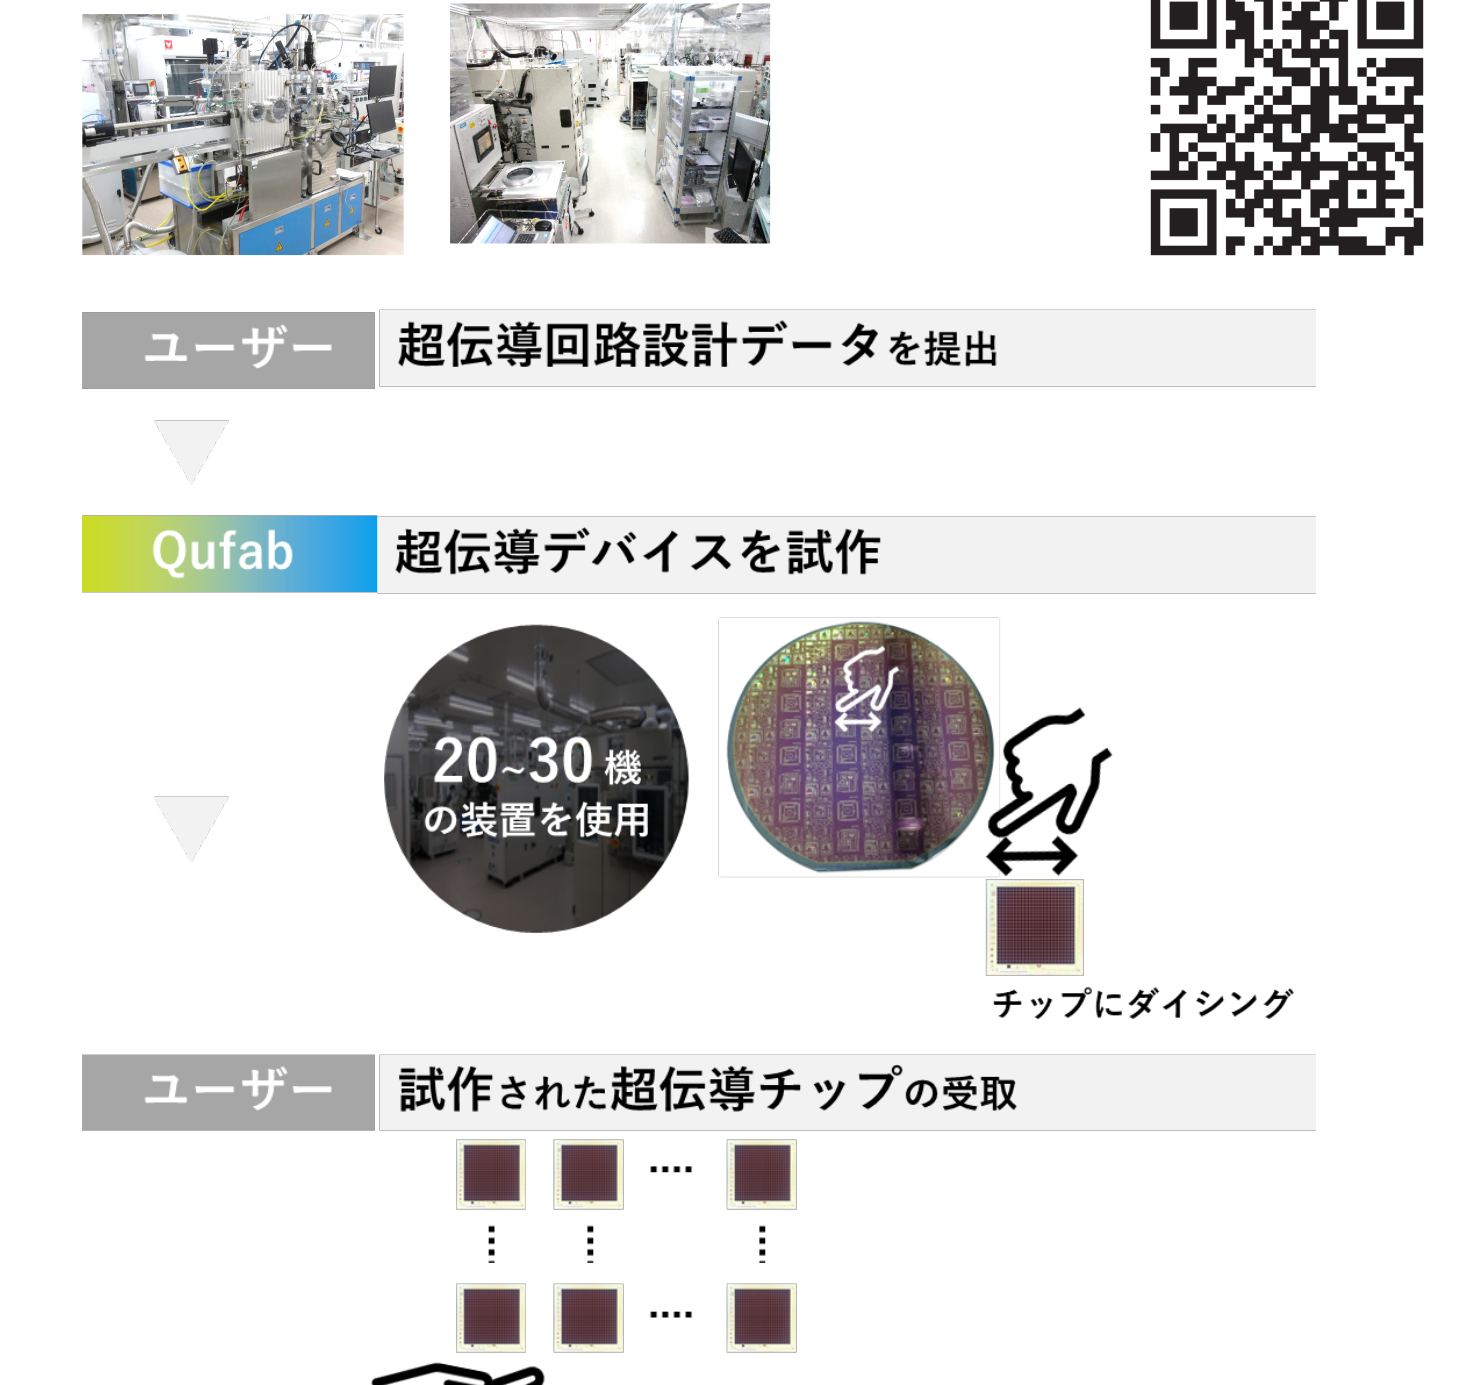 ユーザー
超伝導回路設計データを提出
Qufab
超伝導デバイスを試作
20~30 機
の装置を使用
チップにダイシング
ユーザー
試作された超伝導チップの受取